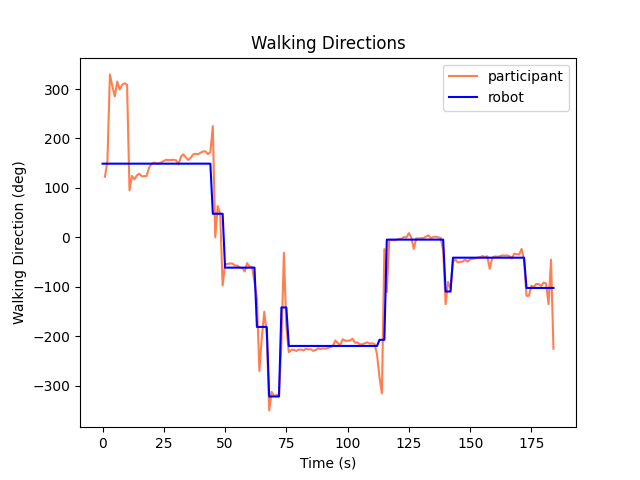 Walking Directions
participant
robot
Walking Direction (deg)
300
200
100
0
−100
−200
−300
0 25 50 75 100 125 150 175
Time (s)